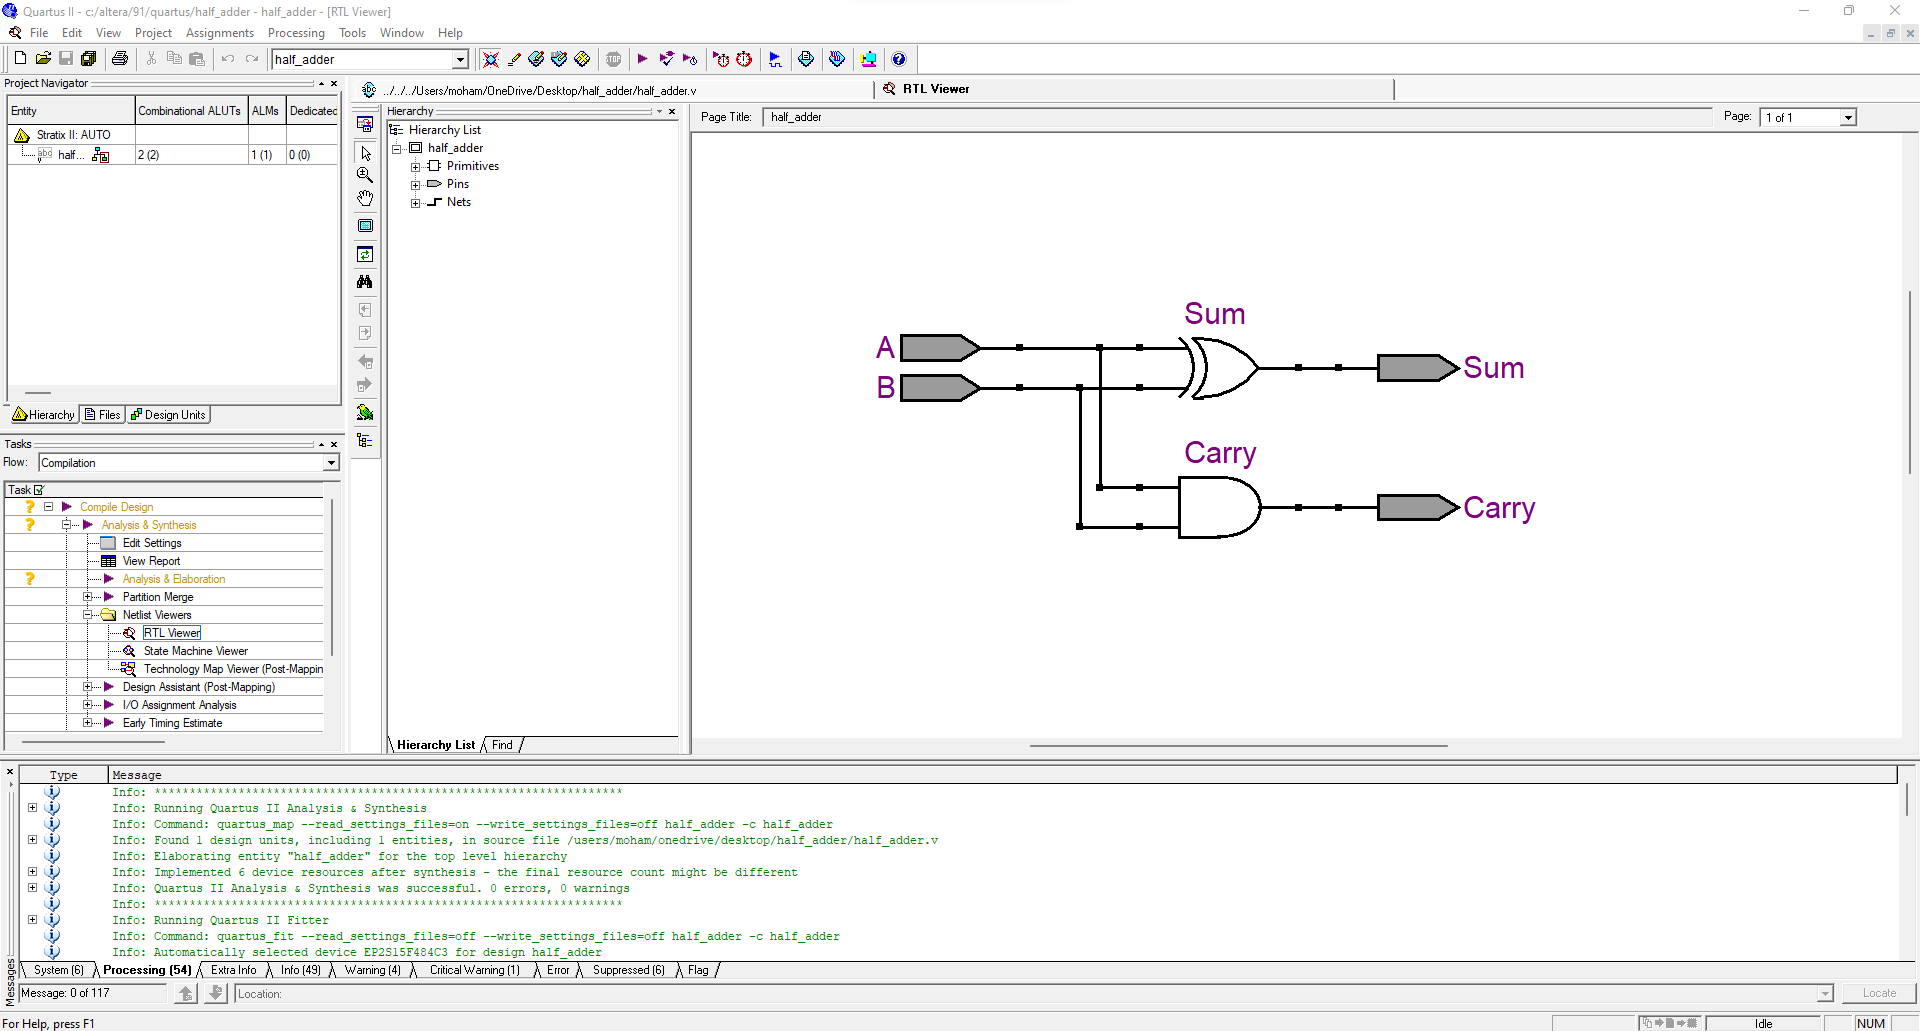 Quartus II - c:/altera/91/quartus/half_adder - half_adder - [RTL Viewer]
File Edit View Project Assignments Processing Tools Window Help
half_adder
STOP
Project Navigator
Entity Combinational ALUTs ALMs Dedicated
Stratix II: AUTO
abc half... 2 (2) 1 (1) 0 (0)
Hierarchy Files Design Units
Tasks
Flow: Compilation
Task
Compile Design
Analysis & Synthesis
Edit Settings
View Report
Analysis & Elaboration
Partition Merge
Netlist Viewers
RTL Viewer
State Machine Viewer
Technology Map Viewer (Post-Mappin
Design Assistant (Post-Mapping)
I/O Assignment Analysis
Early Timing Estimate
abc ../../../Users/moham/OneDrive/Desktop/half_adder/half_adder.v
RTL Viewer
Hierarchy
Hierarchy List
half_adder
Primitives
Pins
Nets
Hierarchy List Find
Page Title: half_adder Page: 1 of 1
Sum
A
B
Sum
Carry
Carry
Type Message
Info: *******************************************************************
Info: Running Quartus II Analysis & Synthesis
Info: Command: quartus_map --read_settings_files=on --write_settings_files=off half_adder -c half_adder
Info: Found 1 design units, including 1 entities, in source file /users/moham/onedrive/desktop/half_adder/half_adder.v
Info: Elaborating entity "half_adder" for the top level hierarchy
Info: Implemented 6 device resources after synthesis - the final resource count might be different
Info: Quartus II Analysis & Synthesis was successful. 0 errors, 0 warnings
Info: *******************************************************************
Info: Running Quartus II Fitter
Info: Command: quartus_fit --read_settings_files=off --write_settings_files=off half_adder -c half_adder
Info: Automatically selected device EP2S15F484C3 for design half_adder
System (6) Processing (54) Extra Info Info (49) Warning (4) Critical Warning (1) Error Suppressed (6) Flag
Messages
Message: 0 of 117 Location: Locate
For Help, press F1 Idle NUM